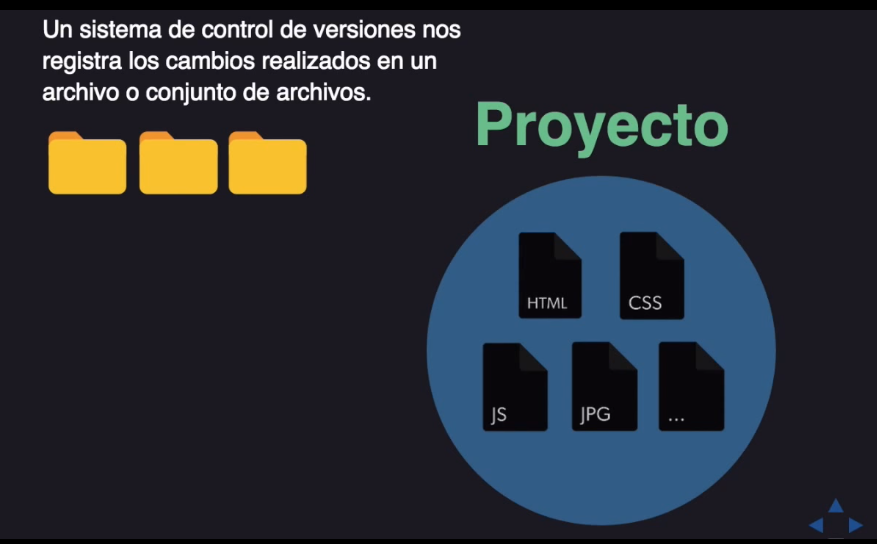 Un sistema de control de versiones nos
registra los cambios realizados en un
archivo o conjunto de archivos.
Proyecto
HTML
CSS
JS
JPG
...